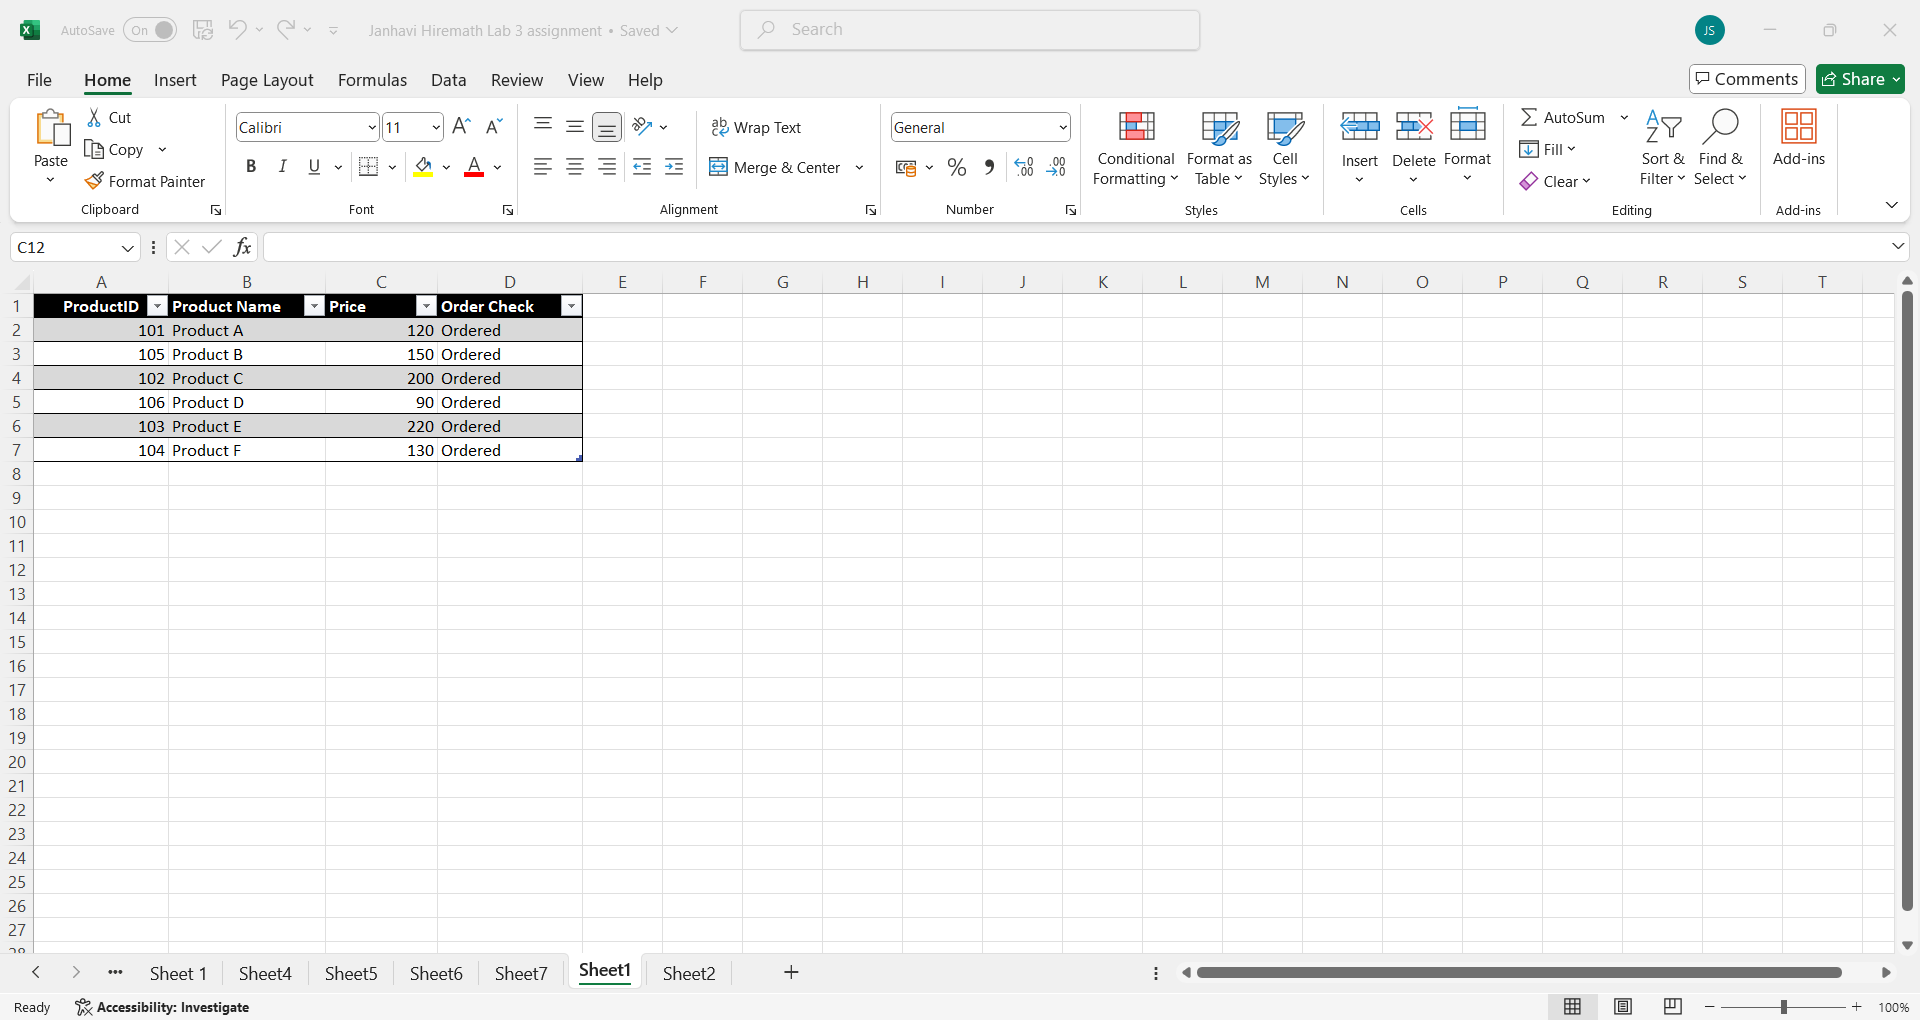 AutoSave On Janhavi Hiremath Lab 3 assignment • Saved Search JS
File Home Insert Page Layout Formulas Data Review View Help Comments Share
Paste Cut Copy Format Painter Clipboard
Calibri 11 B I U A Font
Wrap Text Merge & Center Alignment
General % Number
Conditional Formatting Format as Table Cell Styles Styles
Insert Delete Format Cells
AutoSum Fill Clear Sort & Filter Find & Select Editing
Add-ins Add-ins
C12 fx
A B C D E F G H I J K L M N O P Q R S T
1 ProductID Product Name Price Order Check
2 101 Product A 120 Ordered
3 105 Product B 150 Ordered
4 102 Product C 200 Ordered
5 106 Product D 90 Ordered
6 103 Product E 220 Ordered
7 104 Product F 130 Ordered
8
9
10
11
12
13
14
15
16
17
18
19
20
21
22
23
24
25
26
27
28
Sheet 1 Sheet4 Sheet5 Sheet6 Sheet7 Sheet1 Sheet2
Ready Accessibility: Investigate 100%